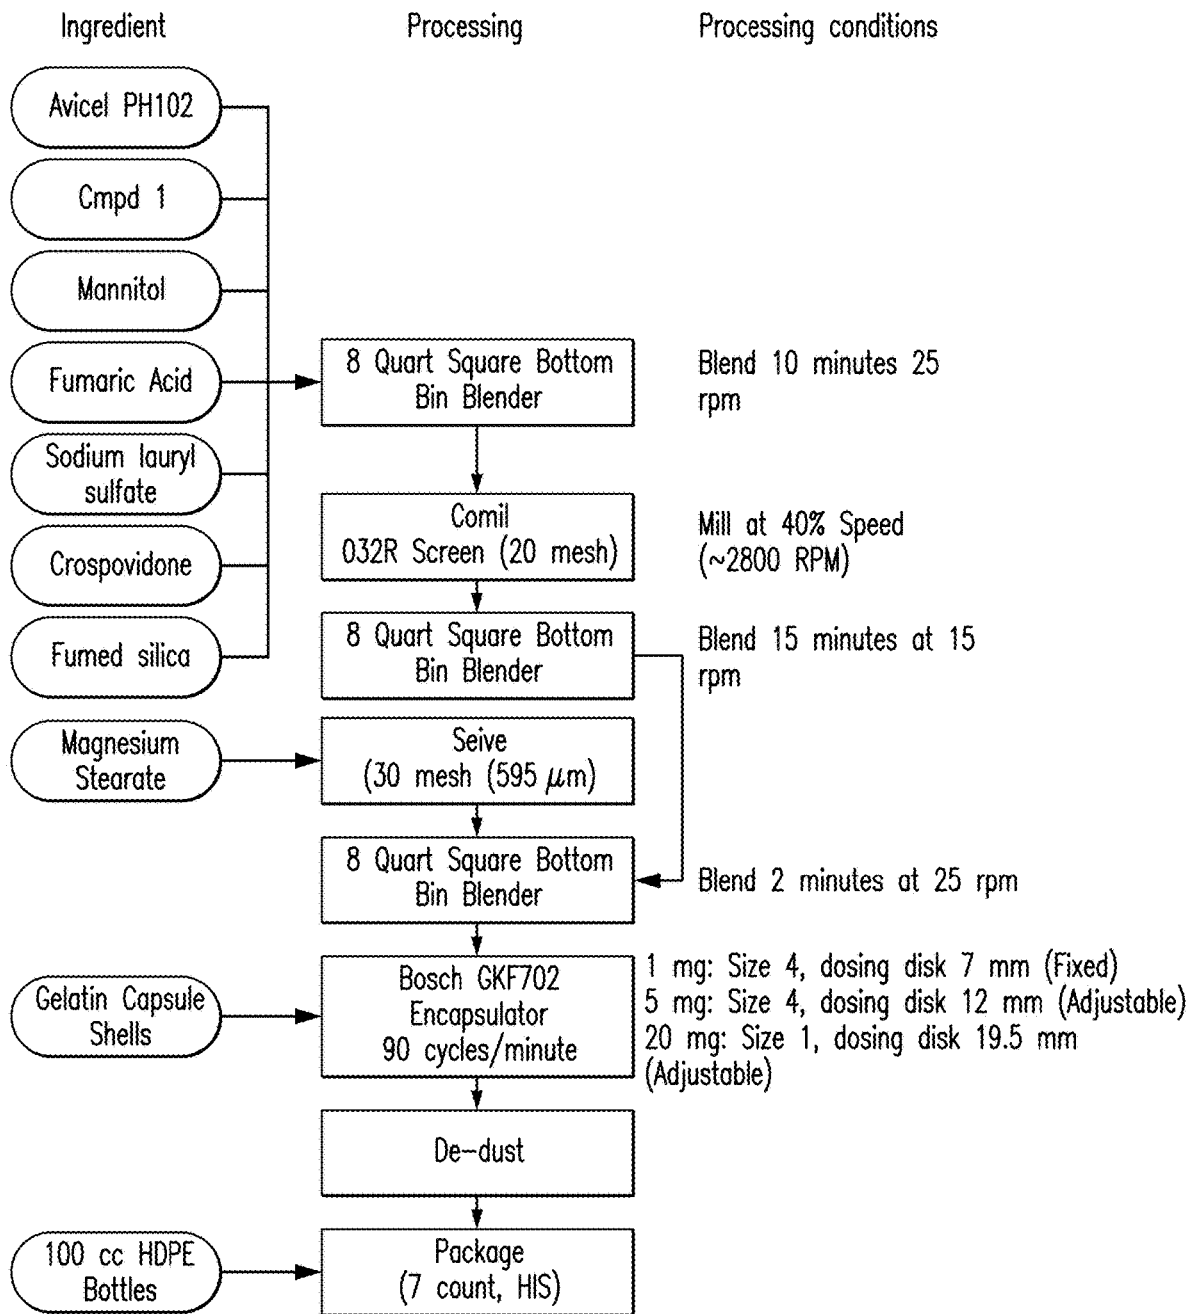 Ingredient
Processing
Processing conditions
Avicel PH102
Cmpd 1
Mannitol
Fumaric Acid
8 Quart Square Bottom
Bin Blender
Blend 10 minutes 25
rpm
Sodium lauryl
sulfate
Comil
032R Screen (20 mesh)
Mill at 40% Speed
(~2800 RPM)
Crospovidone
Fumed silica
8 Quart Square Bottom
Bin Blender
Blend 15 minutes at 15
rpm
Magnesium
Stearate
Seive
(30 mesh (595 μm)
8 Quart Square Bottom
Bin Blender
Blend 2 minutes at 25 rpm
Gelatin Capsule
Shells
Bosch GKF702
Encapsulator
90 cycles/minute
1 mg: Size 4, dosing disk 7 mm (Fixed)
5 mg: Size 4, dosing disk 12 mm (Adjustable)
20 mg: Size 1, dosing disk 19.5 mm
(Adjustable)
De-dust
100 cc HDPE
Bottles
Package
(7 count, HIS)